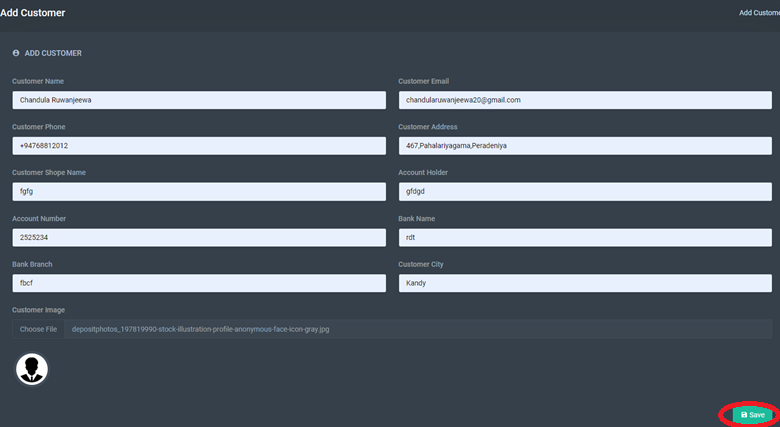 Add Customer
Add Custome
ADD CUSTOMER
Customer Name
Customer Email
Chandula Ruwanjeewa
chandularuwanjeewa20@gmail.com
Customer Phone
Customer Address
+94768812012
467,Pahalariyagama,Peradeniya
Customer Shope Name
Account Holder
fgfg
gfdgd
Account Number
Bank Name
2525234
rdt
Bank Branch
Customer City
fbcf
Kandy
Customer Image
Choose File depositphotos_197819990-stock-illustration-profile-anonymous-face-icon-gray.jpg
Save